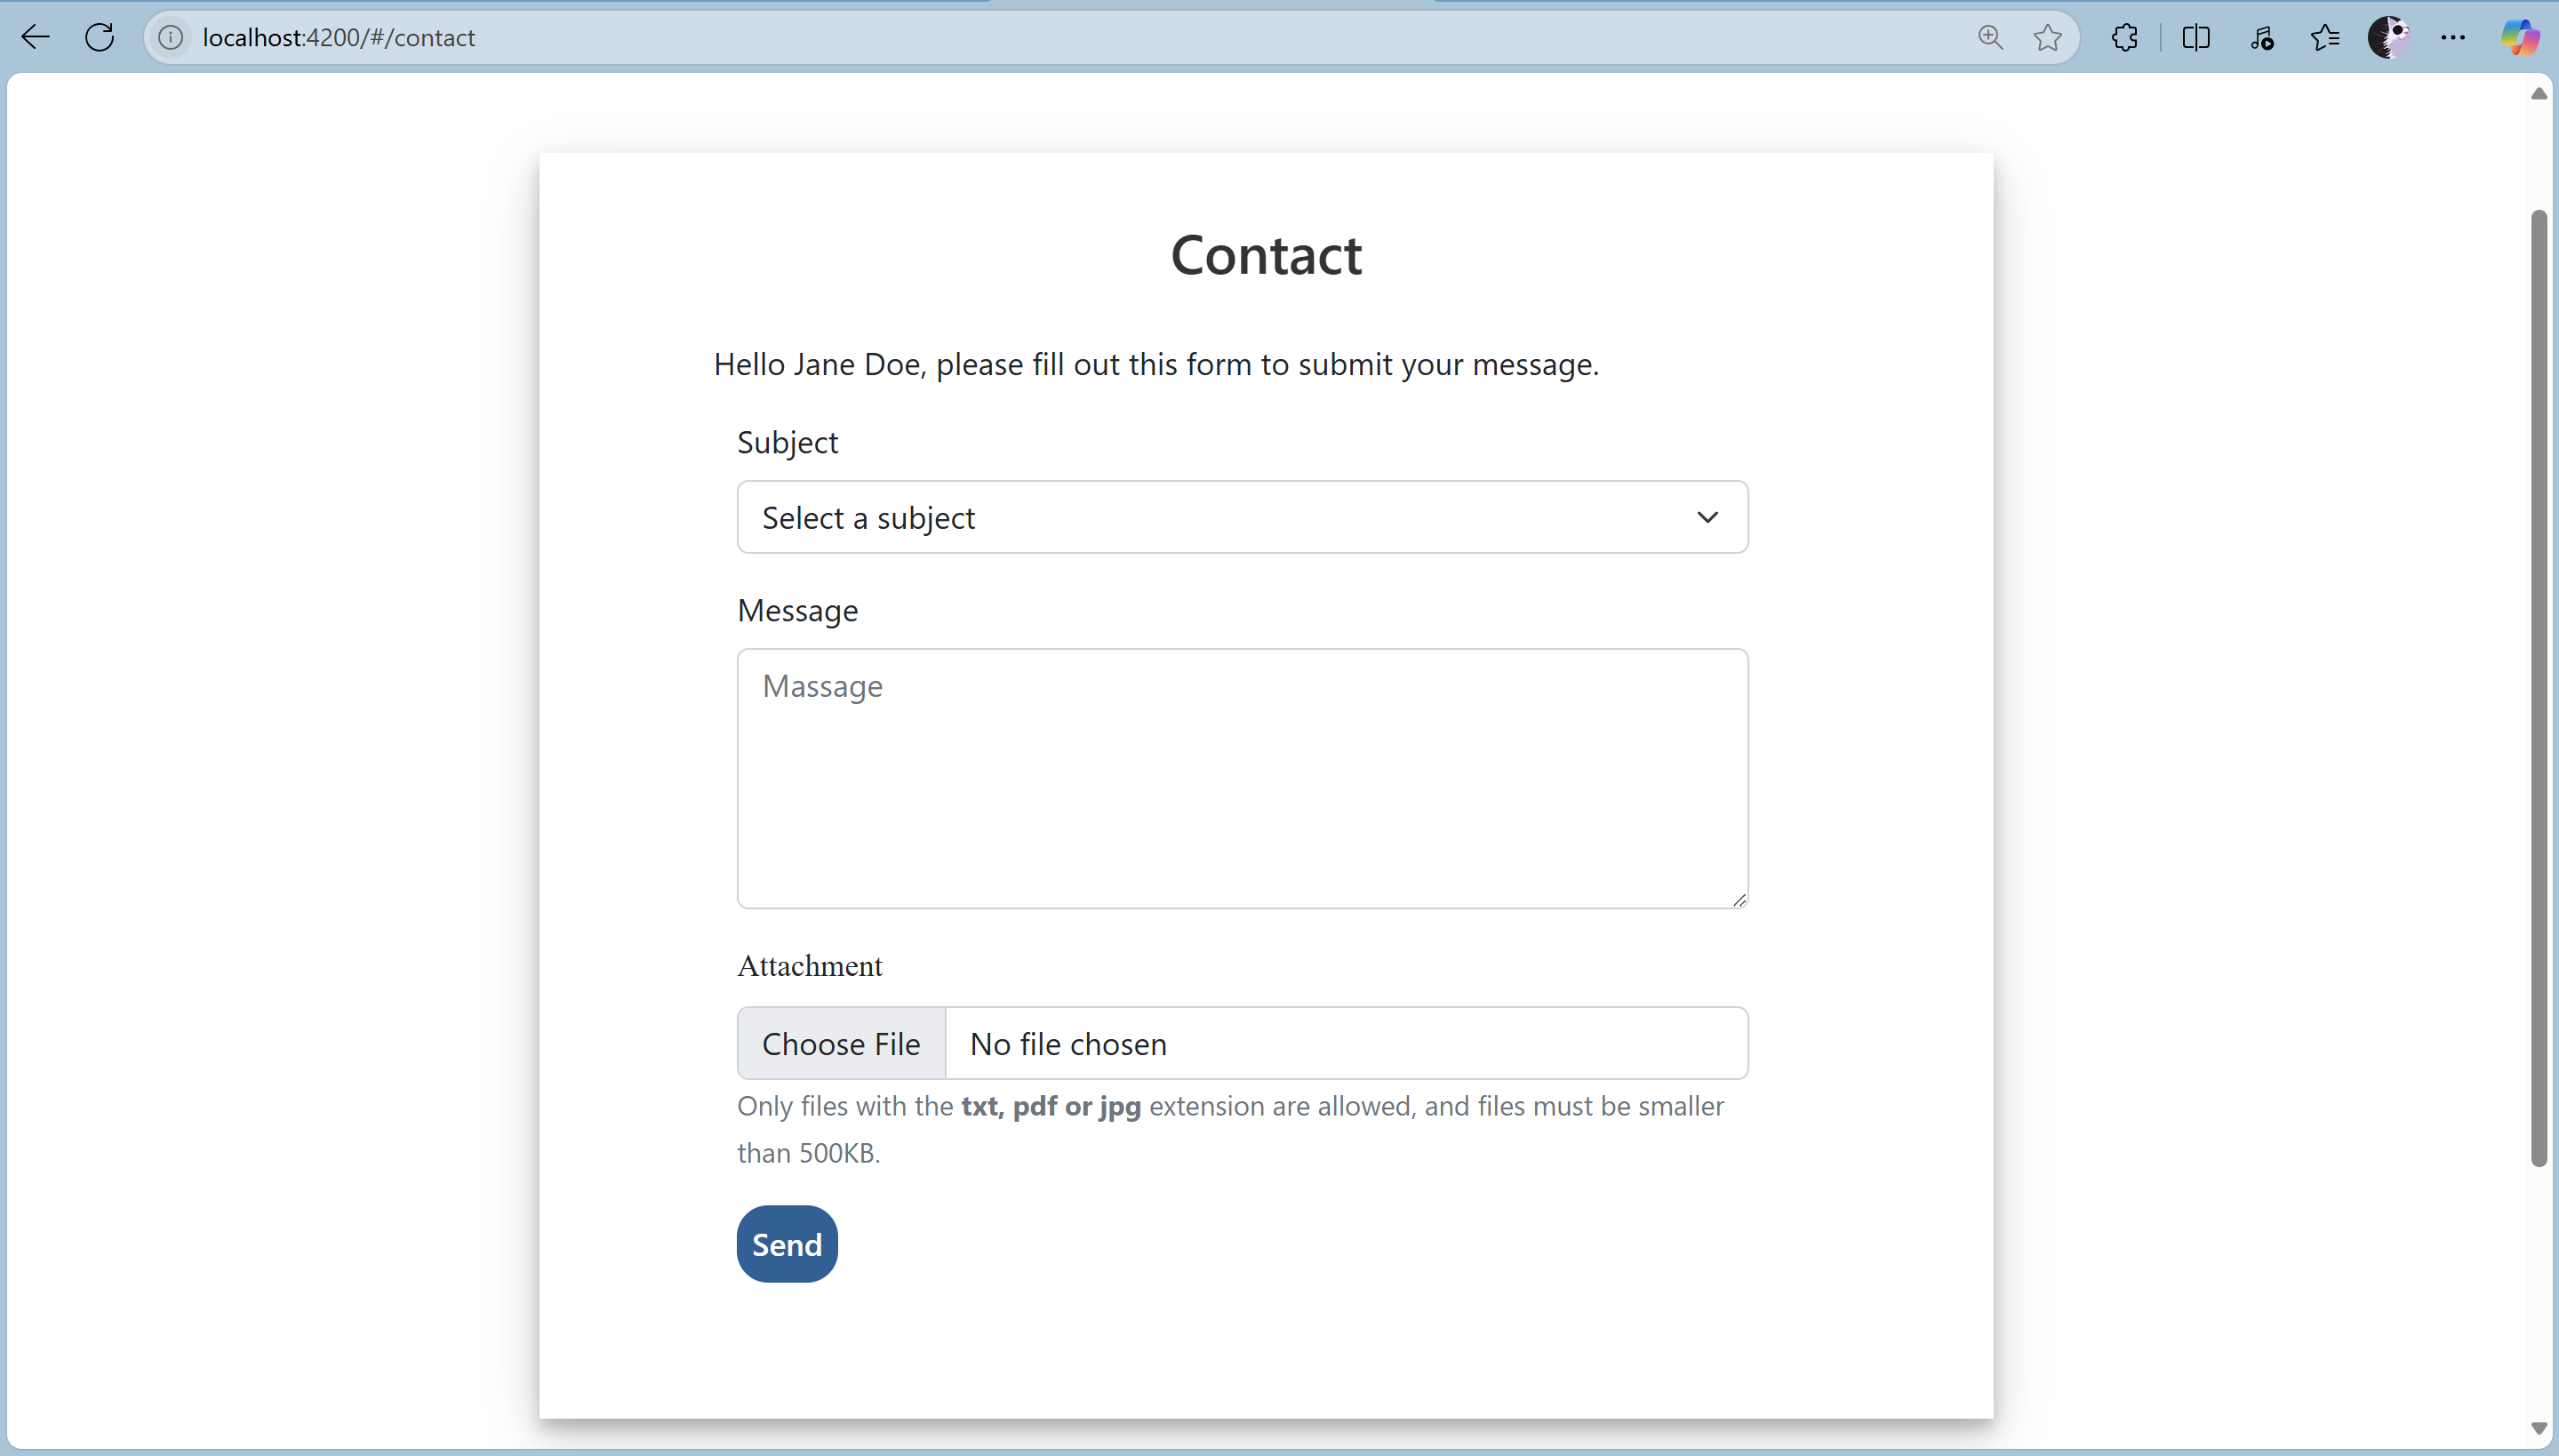 localhost:4200/#/contact
Contact
Hello Jane Doe, please fill out this form to submit your message.
Subject
Select a subject
Message
Massage
Attachment
Choose File No file chosen
Only files with the txt, pdf or jpg extension are allowed, and files must be smaller
than 500KB.
Send